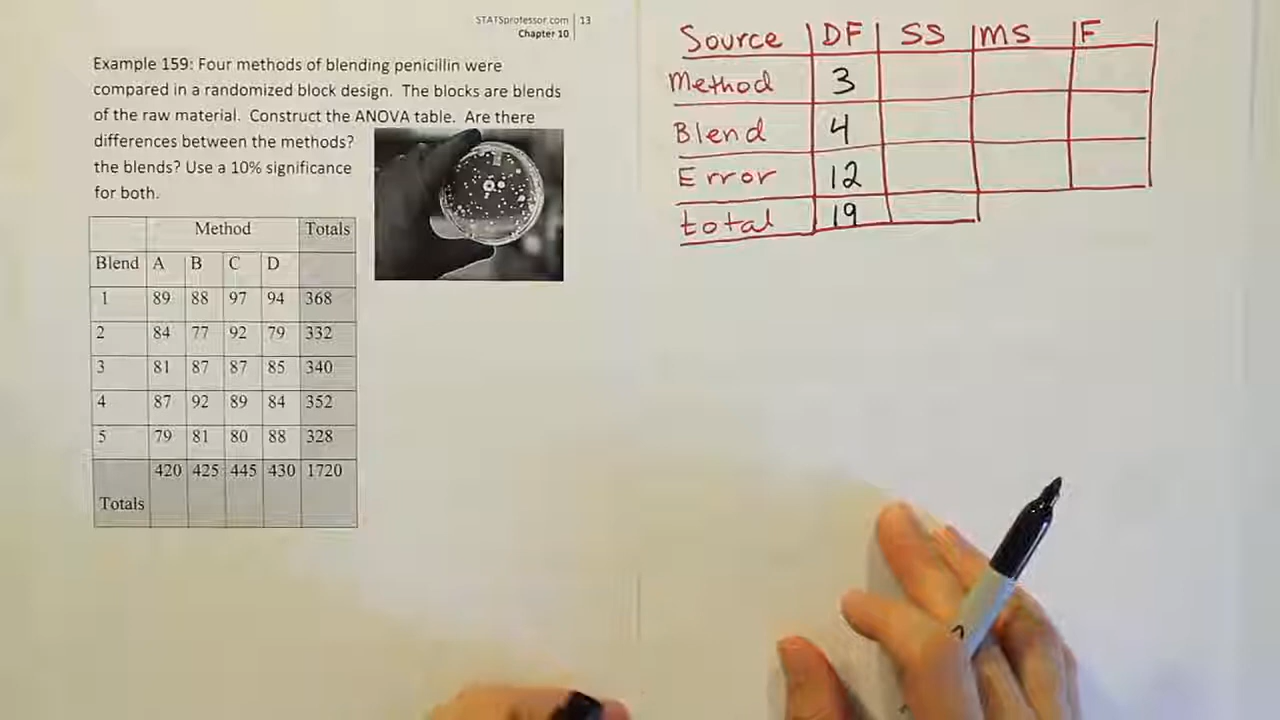 STATSprofessor.com | 13
Chapter 10
Example 159: Four methods of blending penicillin were
compared in a randomized block design. The blocks are blends
of the raw material. Construct the ANOVA table. Are there
differences between the methods?
the blends? Use a 10% significance
for both.
Method Totals
Blend A B C D
1 89 88 97 94 368
2 84 77 92 79 332
3 81 87 87 85 340
4 87 92 89 84 352
5 79 81 80 88 328
420 425 445 430 1720
Totals
Source DF SS MS F
Method 3
Blend 4
Error 12
total 19